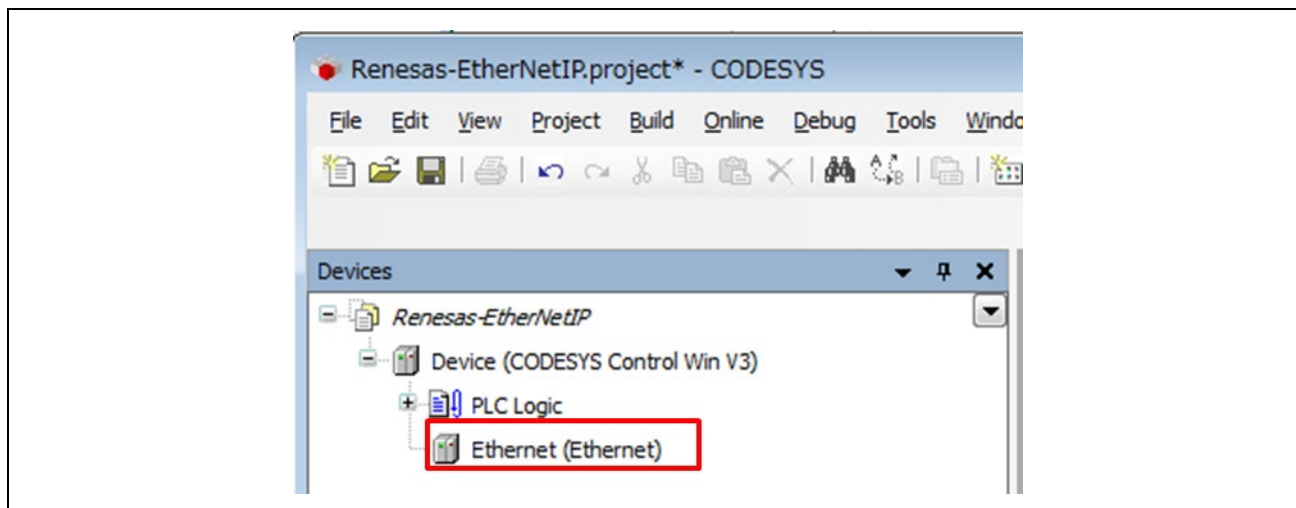 Renesas-EtherNetIP.project* - CODESYS
File Edit View Project Build Online Debug Tools Windo
Devices
Renesas-EtherNetIP
Device (CODESYS Control Win V3)
PLC Logic
Ethernet (Ethernet)